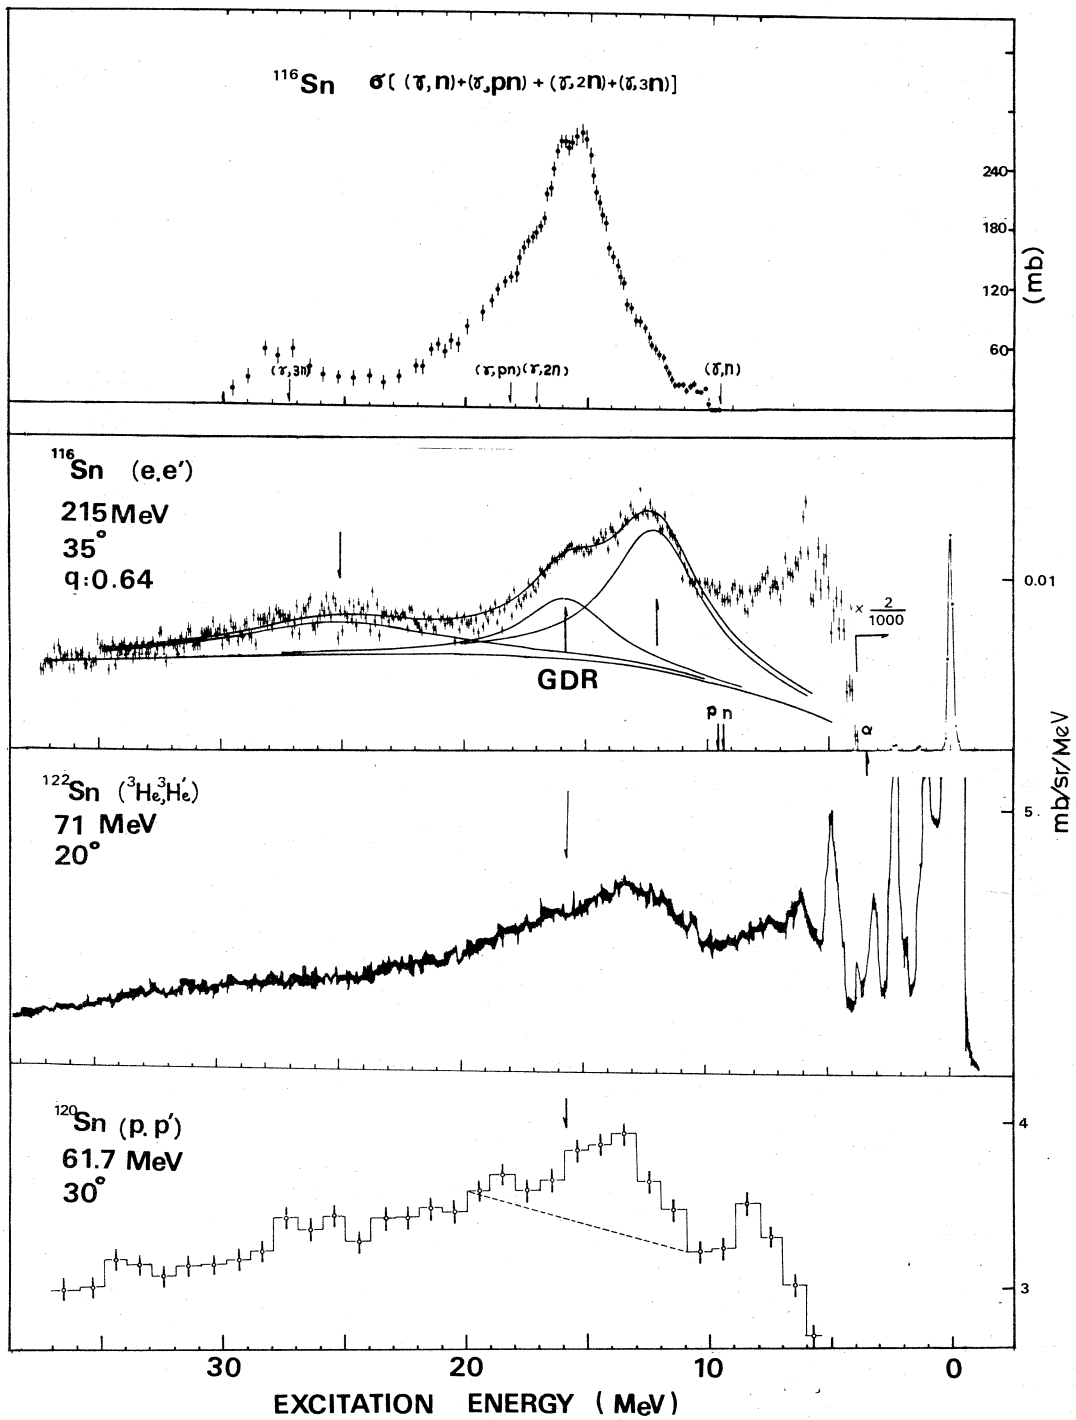 ¹¹⁶Sn σ[(γ,n)+(γ,pn)+(γ,2n)+(γ,3n)]
240
180
120
60
(mb)
(γ,3n)
(γ,pn)
(γ,2n)
(γ,n)
¹¹⁶Sn (e,e′)
215 MeV
35°
q:0.64
GDR
p n
α
× 2/1000
0.01
mb/sr/MeV
¹²²Sn (³He,³He′)
71 MeV
20°
5.
¹²⁰Sn (p,p′)
61.7 MeV
30°
4
3
30 20 10 0
EXCITATION ENERGY (MeV)